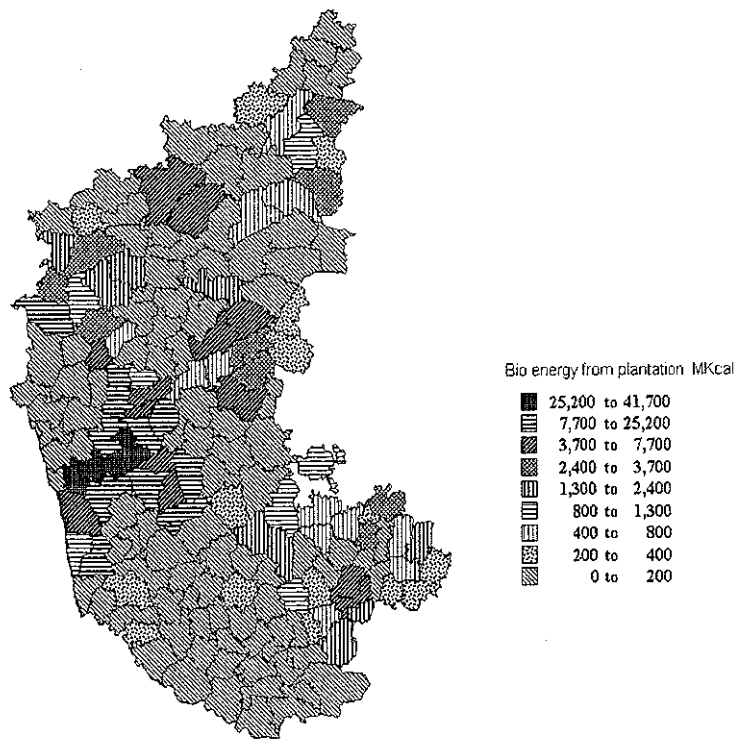 Bio energy from plantation MKcal
25,200 to 41,700
7,700 to 25,200
3,700 to 7,700
2,400 to 3,700
1,300 to 2,400
800 to 1,300
400 to 800
200 to 400
0 to 200